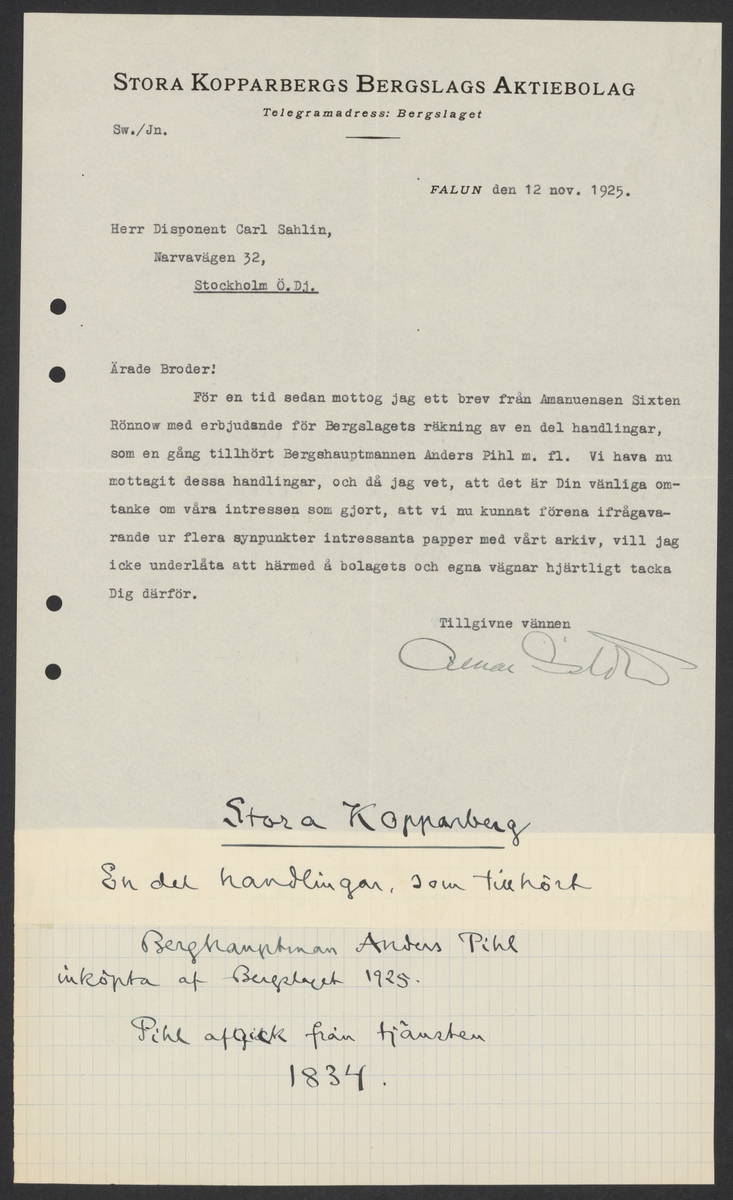 STORA KOPPARBERGS BERGSLAGS AKTIEBOLAG
Telegramadress: Bergslaget
Sw./Jn.
FALUN den 12 nov. 1925.
Herr Disponent Carl Sahlin,
Narvavägen 32,
Stockholm Ö.Dj.
Ärade Broder!
För en tid sedan mottog jag ett brev från Amanuensen Sixten
Rönnow med erbjudande för Bergslagets räkning av en del handlingar,
som en gång tillhört Bergshauptmannen Anders Pihl m. fl. Vi hava nu
mottagit dessa handlingar, och då jag vet, att det är Din vänliga om-
tanke om våra intressen som gjort, att vi nu kunnat förena ifrågava-
rande ur flera synpunkter intressanta papper med vårt arkiv, vill jag
icke underlåta att härmed å bolagets och egna vägnar hjärtligt tacka
Dig därför.
Tillgivne vännen
Stora Kopparberg
En del handlingar, som tillhört
Berghauptman Anders Pihl
inköpta af Bergslaget 1925.
Pihl afgick från tjänsten
1834.